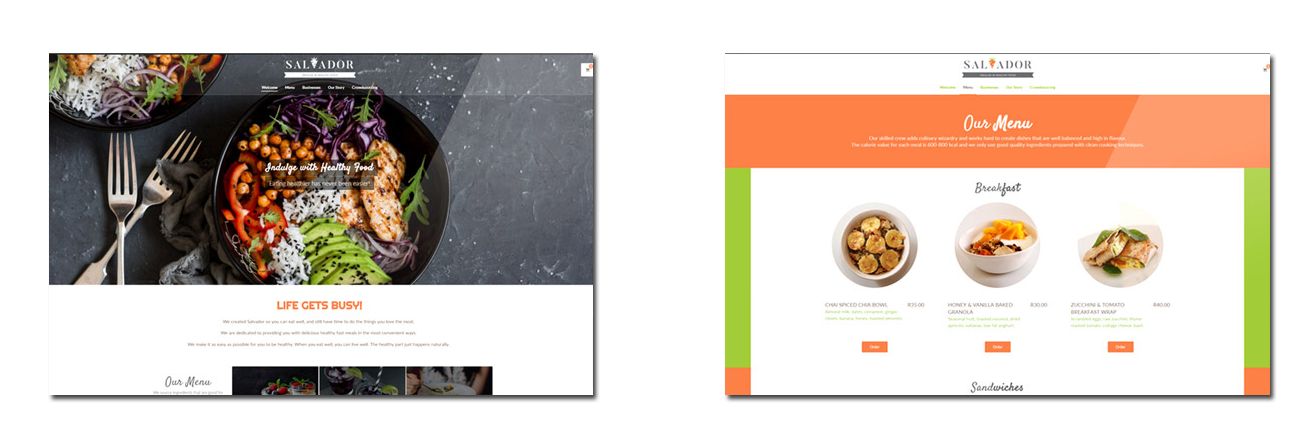 SALVADOR
Welcome Menu Businesses Our Story Crowdsourcing
Indulge with Healthy Food
Eating healthier has never been easier!
LIFE GETS BUSY!
We created Salvador so you can eat well, and still have time to do the things you love the most.
We are dedicated to providing you with delicious healthy fast meals in the most convenient ways.
We make it as easy as possible for you to be healthy. When you eat well, you can live well. The healthy part just happens naturally.
Our Menu
We source ingredients that are good for
SALVADOR
Welcome Menu Businesses Our Story Crowdsourcing
Our Menu
Our skilled crew adds culinary wizardry and works hard to create dishes that are well balanced and high in flavour.
The calorie value for each meal is 600-800 kcal and we only use good quality ingredients prepared with clean cooking techniques.
Breakfast
CHAI SPICED CHIA BOWL R35.00
Almond milk, dates, cinnamon, ginger,
cloves, banana, honey, toasted almonds.
HONEY & VANILLA BAKED R30.00
GRANOLA
Seasonal fruit, toasted coconut, dried
apricots, sultanas, low fat yoghurt
ZUCCHINI & TOMATO R40.00
BREAKFAST WRAP
Scrambled eggs, raw zucchini, thyme,
roasted tomato, cottage cheese, basil
Order
Order
Order
Sandwiches